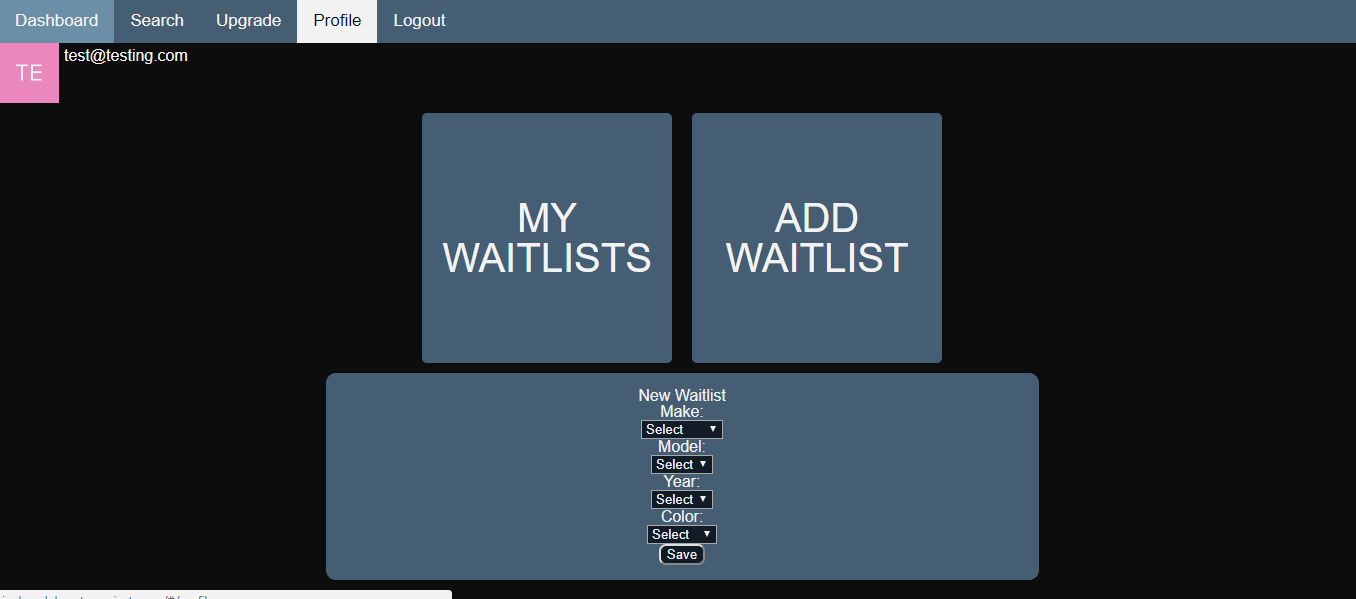 Dashboard Search Upgrade Profile Logout
TE test@testing.com
MY
WAITLISTS
ADD
WAITLIST
New Waitlist
Make:
Select
Model:
Select
Year:
Select
Color:
Select
Save